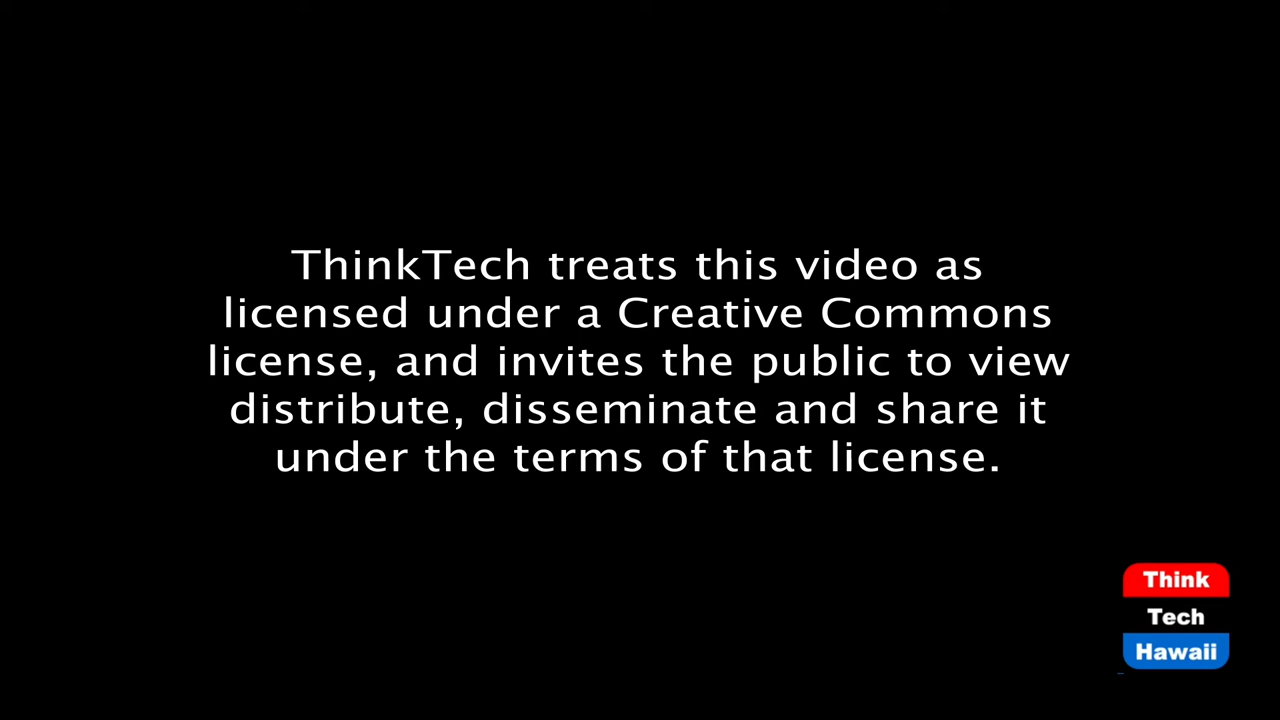 ThinkTech treats this video as
licensed under a Creative Commons
license, and invites the public to view
distribute, disseminate and share it
under the terms of that license.
Think
Tech
Hawaii